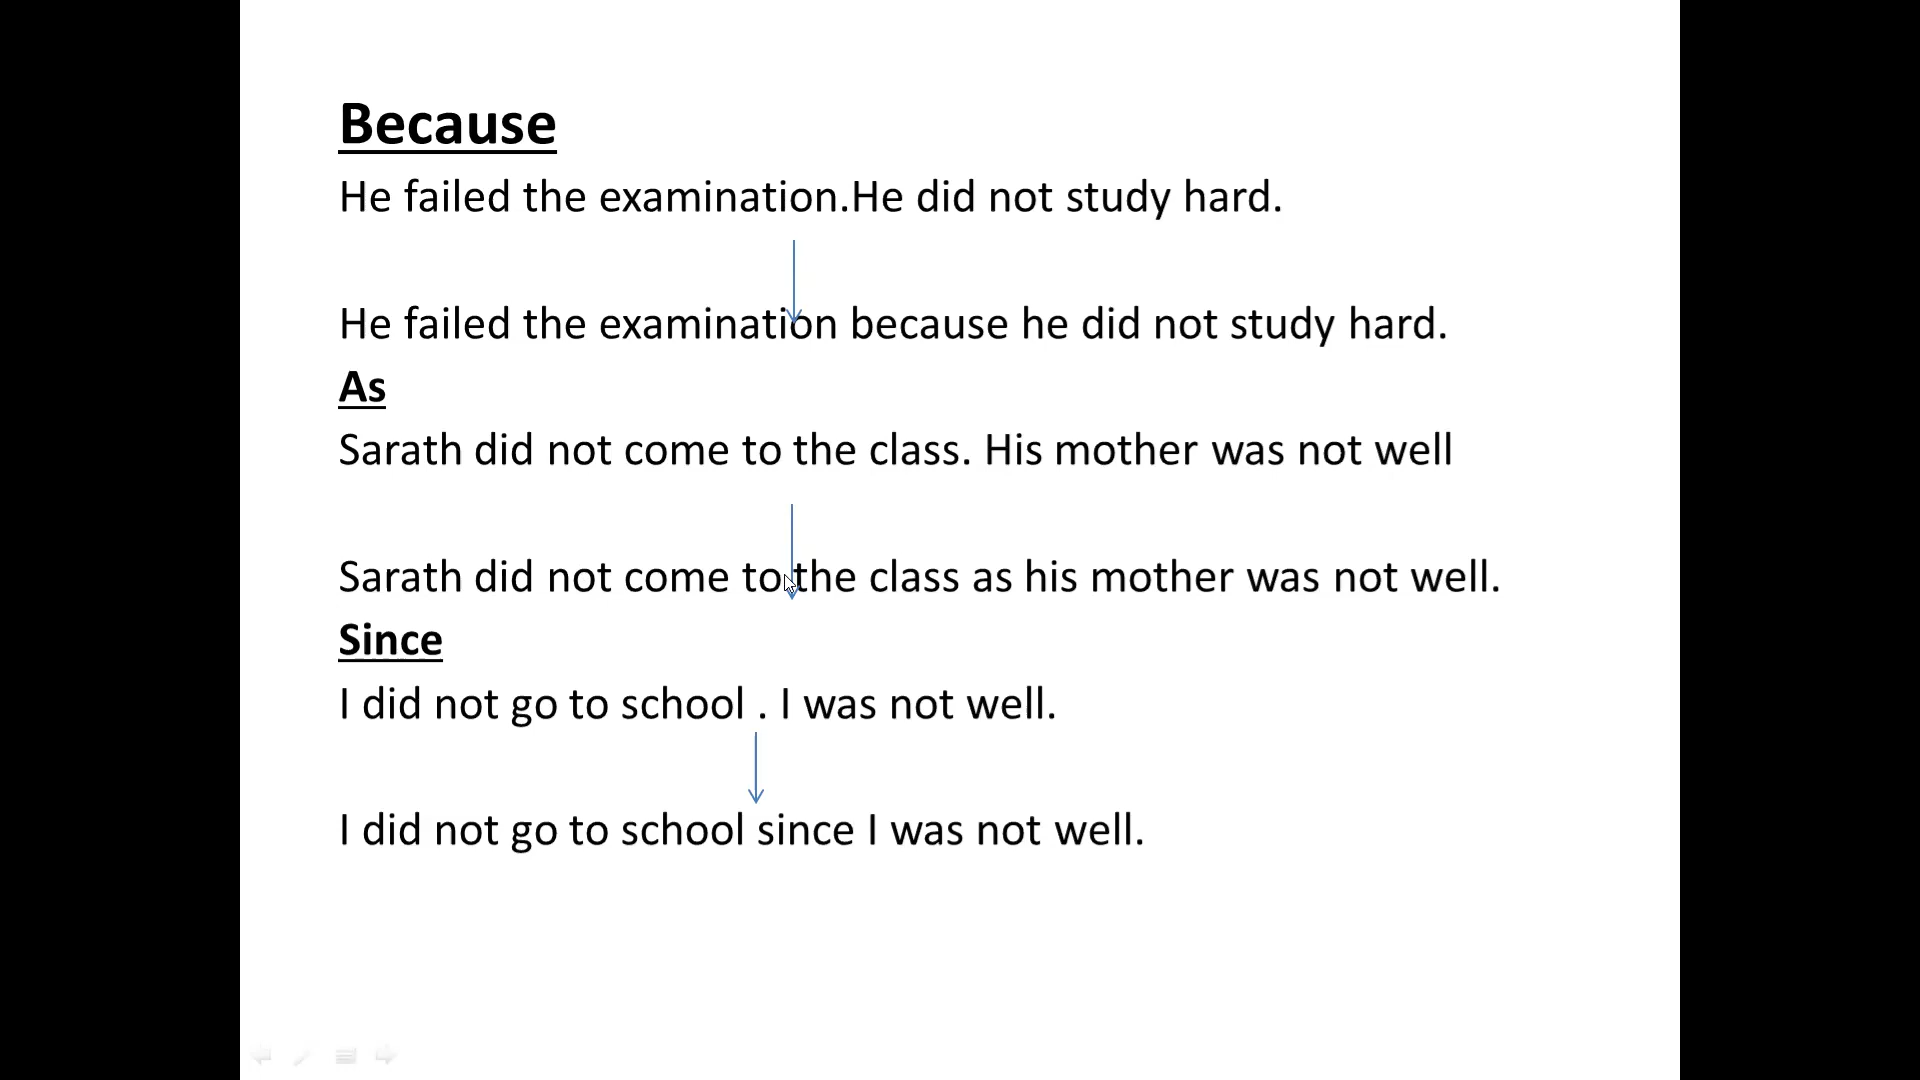 Because
He failed the examination.He did not study hard.
He failed the examination because he did not study hard.
As
Sarath did not come to the class. His mother was not well
Sarath did not come to the class as his mother was not well.
Since
I did not go to school . I was not well.
I did not go to school since I was not well.